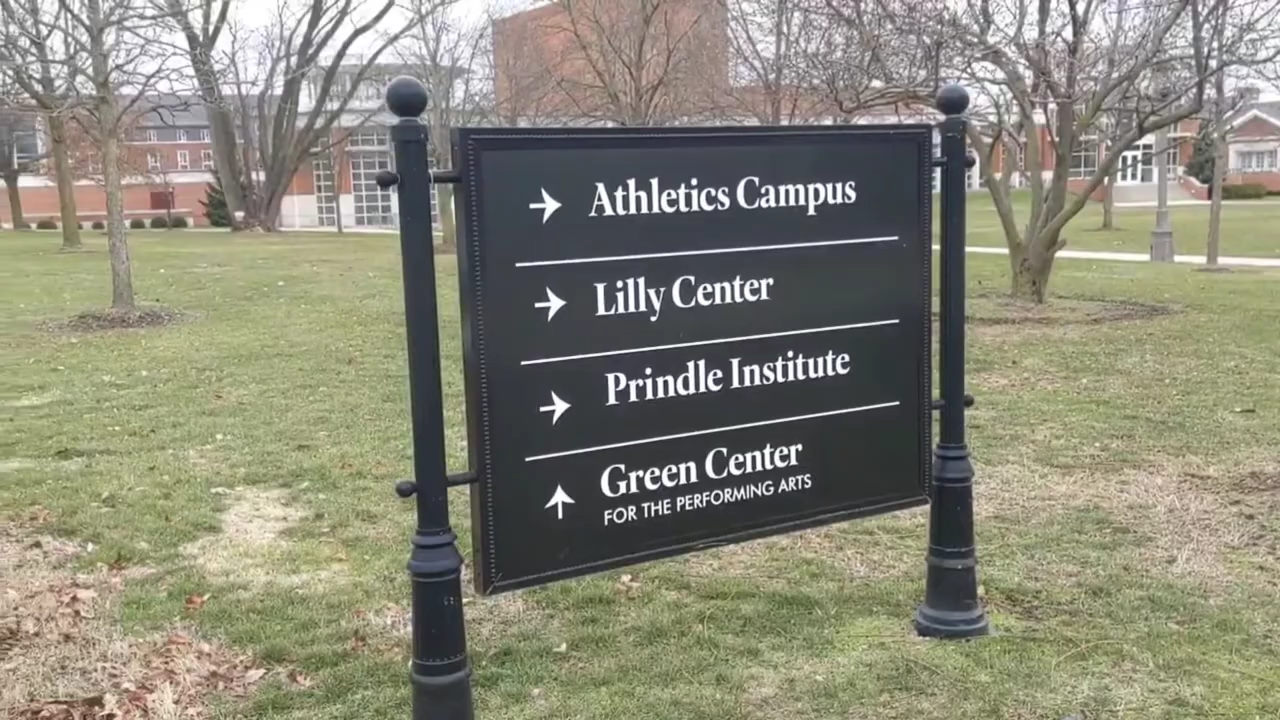 → Athletics Campus
→ Lilly Center
→ Prindle Institute
↑ Green Center
FOR THE PERFORMING ARTS